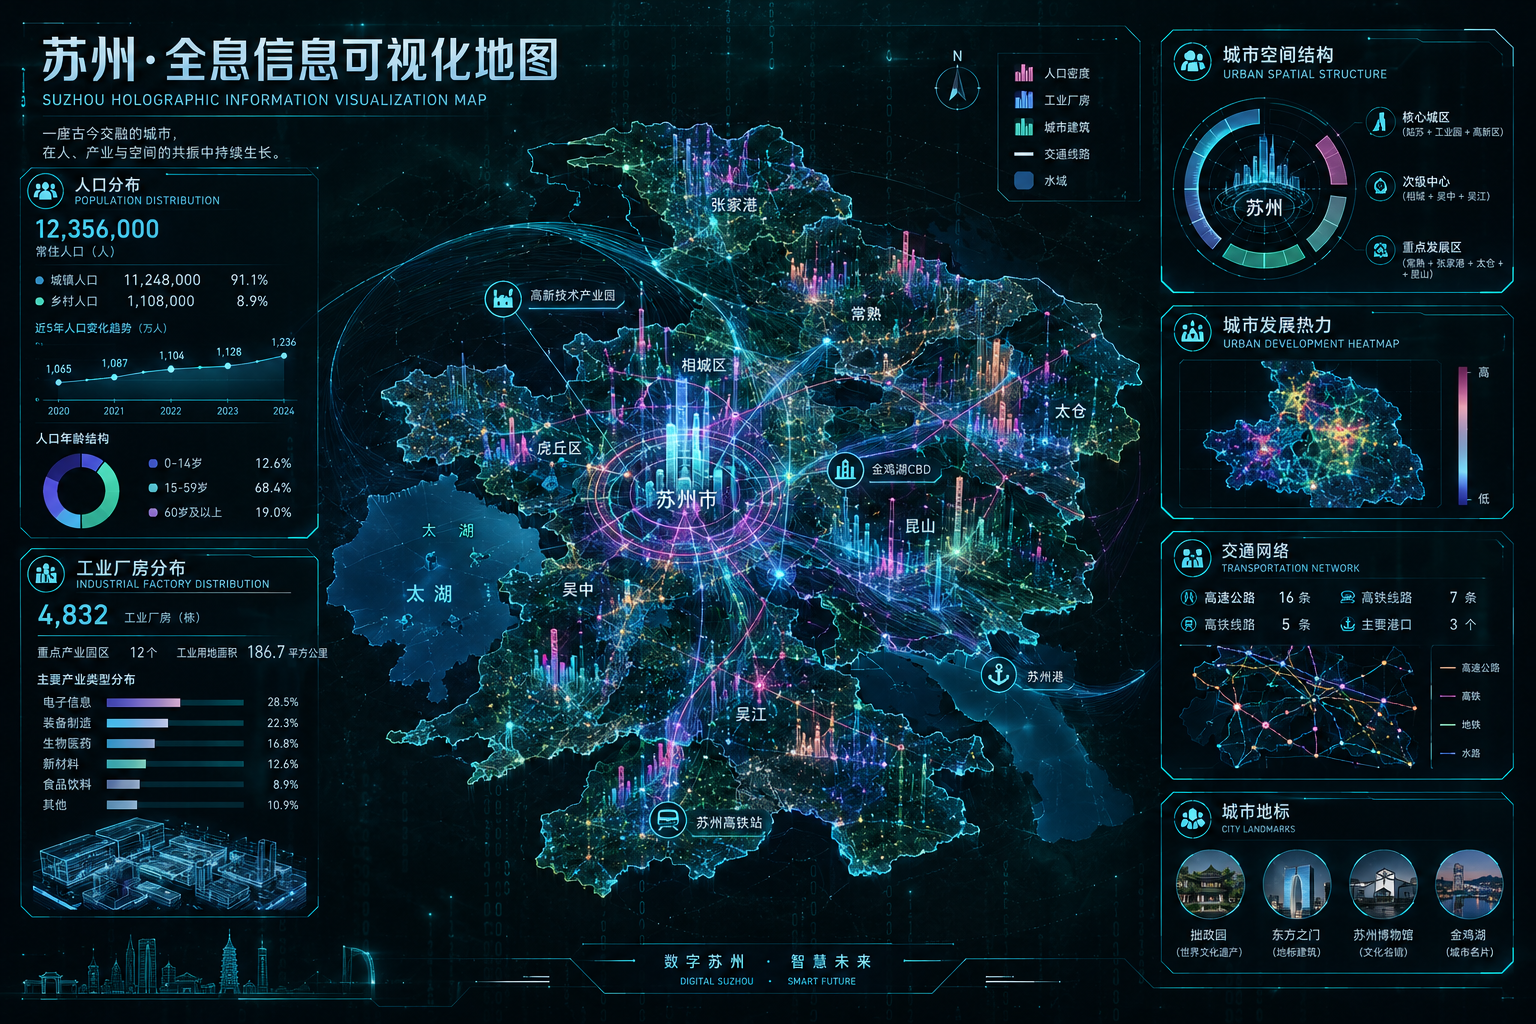 苏州·全息信息可视化地图
SUZHOU HOLOGRAPHIC INFORMATION VISUALIZATION MAP
一座古今交融的城市，
在人、产业与空间的共振中持续生长。
人口分布
POPULATION DISTRIBUTION
12,356,000
常住人口（人）
城镇人口 11,248,000 91.1%
乡村人口 1,108,000 8.9%
近5年人口变化趋势（万人）
1,065 1,087 1,104 1,128 1,236
2020 2021 2022 2023 2024
人口年龄结构
0-14岁 12.6%
15-59岁 68.4%
60岁及以上 19.0%
工业厂房分布
INDUSTRIAL FACTORY DISTRIBUTION
4,832 工业厂房（栋）
重点产业园区 12个 工业用地面积 186.7 平方公里
主要产业类型分布
电子信息 28.5%
装备制造 22.3%
生物医药 16.8%
新材料 12.6%
食品饮料 8.9%
其他 10.9%
N
人口密度
工业厂房
城市建筑
交通线路
水域
张家港
高新技术产业园
常熟
相城区
太仓
虎丘区
金鸡湖CBD
苏州市
昆山
太湖
太湖
吴中
苏州港
吴江
苏州高铁站
数字苏州 · 智慧未来
DIGITAL SUZHOU · SMART FUTURE
城市空间结构
URBAN SPATIAL STRUCTURE
苏州
核心城区
（姑苏 + 工业园 + 高新区）
次级中心
（相城 + 吴中 + 吴江）
重点发展区
（常熟 + 张家港 + 太仓 +
+ 昆山）
城市发展热力
URBAN DEVELOPMENT HEATMAP
高
低
交通网络
TRANSPORTATION NETWORK
高速公路 16 条 高铁线路 7 条
高铁线路 5 条 主要港口 3 个
高速公路
高铁
地铁
水路
城市地标
CITY LANDMARKS
拙政园 东方之门 苏州博物馆 金鸡湖
（世界文化遗产） （地标建筑） （文化 （城市名片）